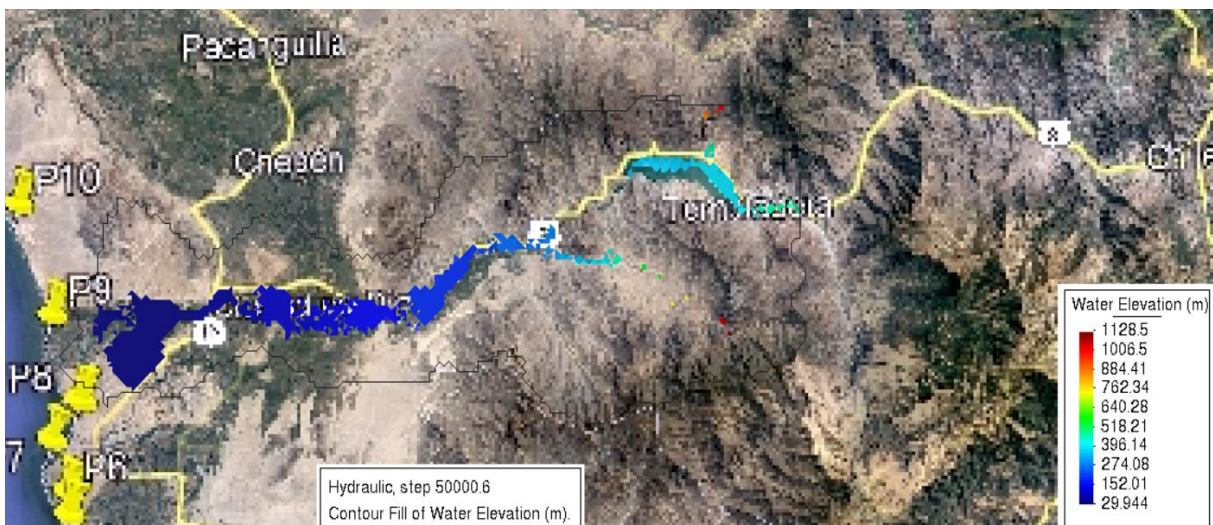 Pacanguilla
Chepén
P10
P9
P8
7
P6
8
Water Elevation (m)
1128.5
1006.5
884.41
762.34
640.28
518.21
396.14
274.08
152.01
29.944
Hydraulic, step 50000.6
Contour Fill of Water Elevation (m).